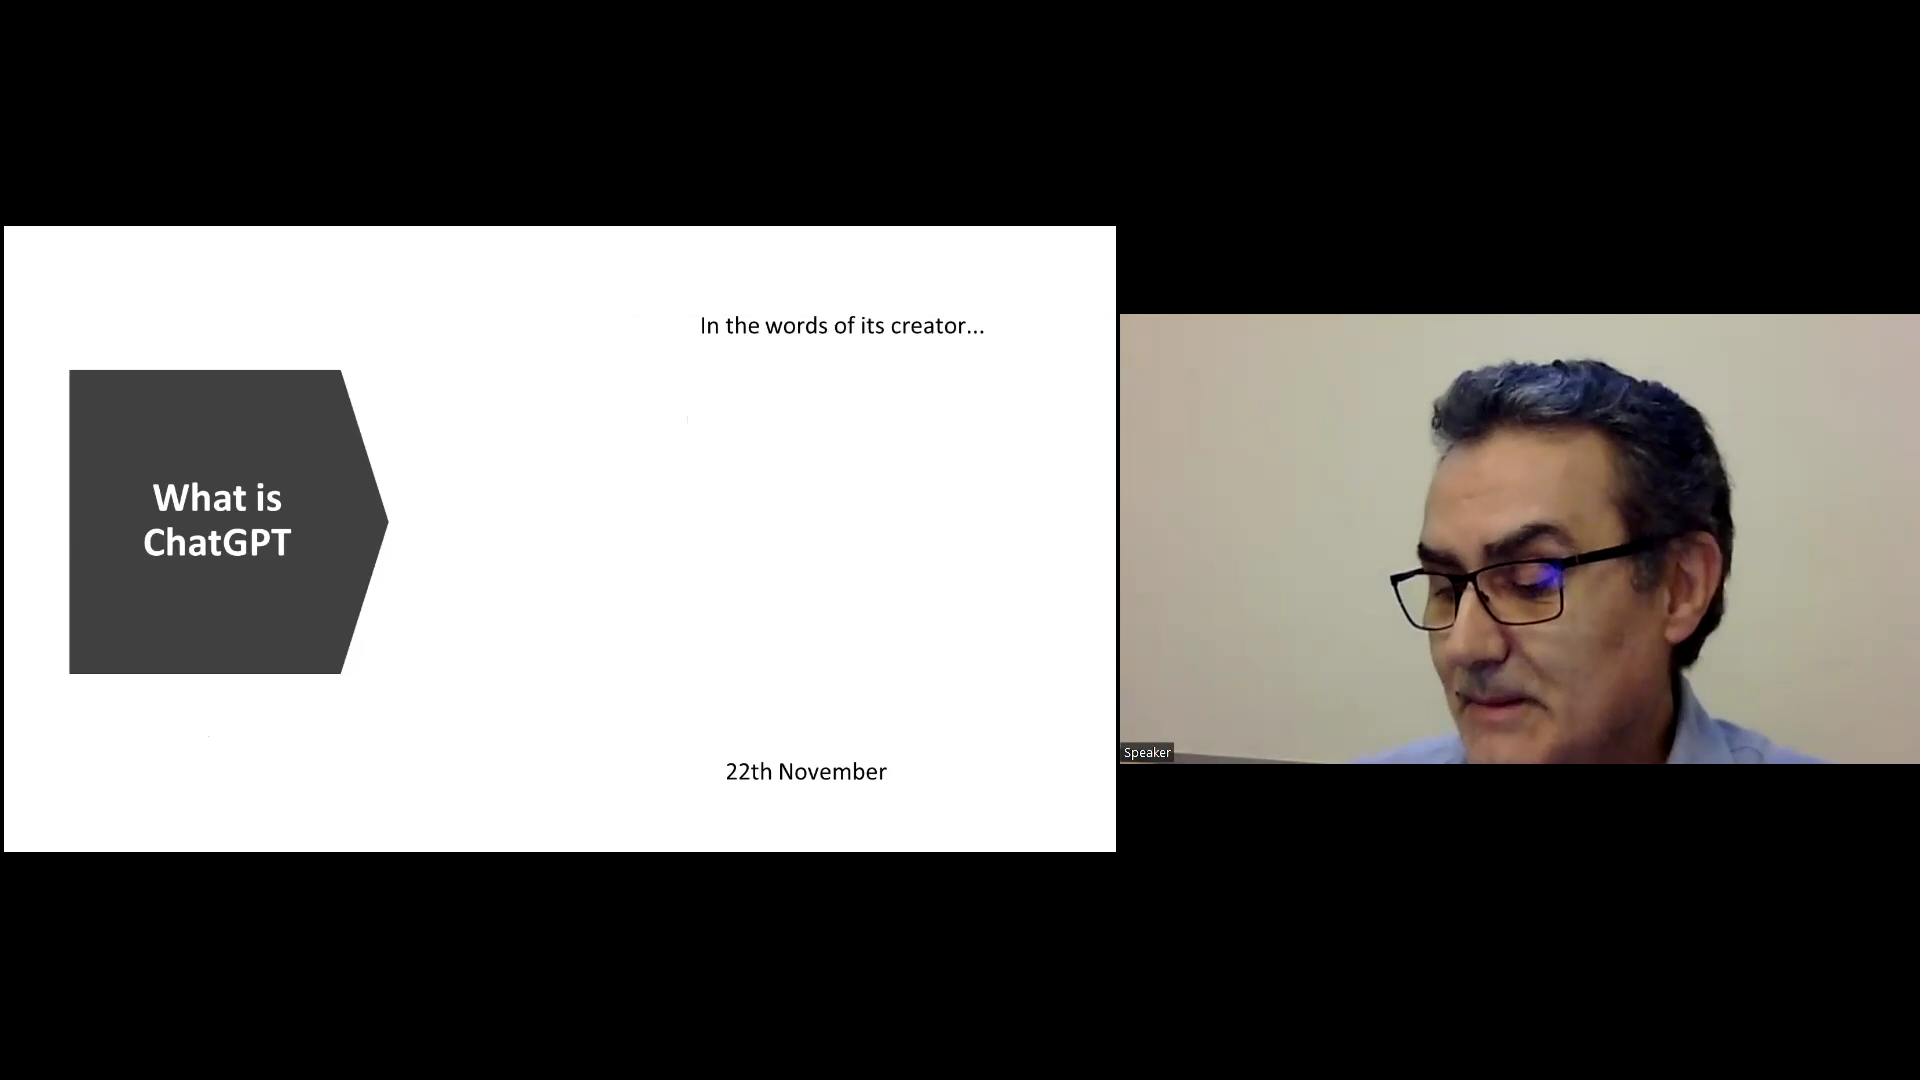 In the words of its creator...
What is
ChatGPT
22th November
Speaker